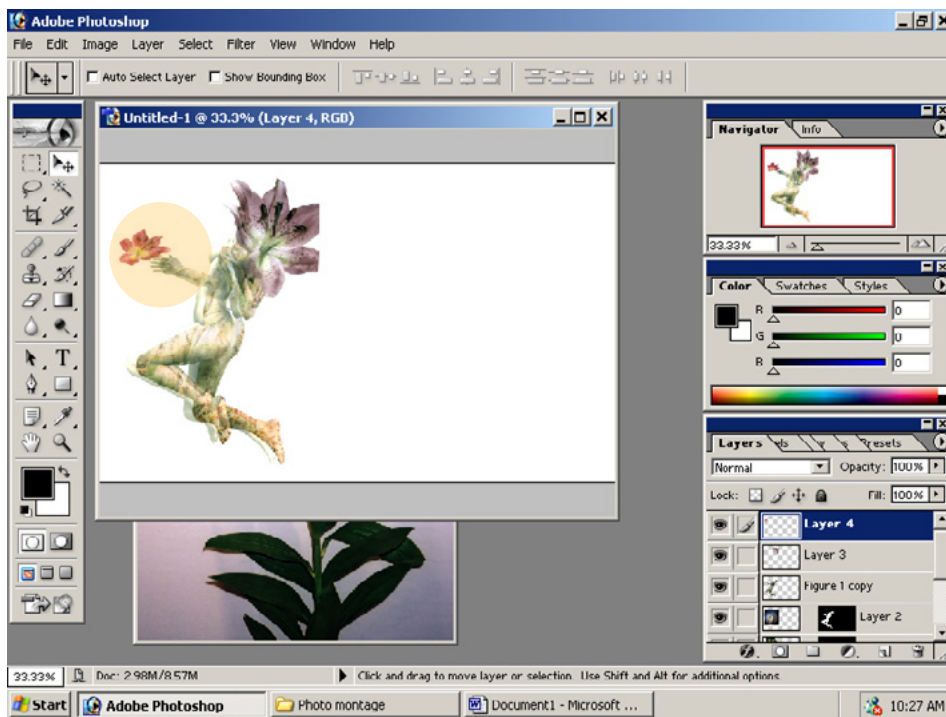 Adobe Photoshop
File Edit Image Layer Select Filter View Window Help
Auto Select Layer Show Bounding Box
Untitled-1 @ 33.3% (Layer 4, RGB)
Navigator Info
33.33%
Color Swatches Styles
R 0
G 0
B 0
Layers Presets
Normal Opacity: 100%
Lock: Fill: 100%
Layer 4
Layer 3
Figure 1 copy
Layer 2
T
33.33% Doc: 2.98M/8.57M Click and drag to move layer or selection. Use Shift and Alt for additional options.
Start Adobe Photoshop Photo montage Document1 - Microsoft ... 10:27 AM